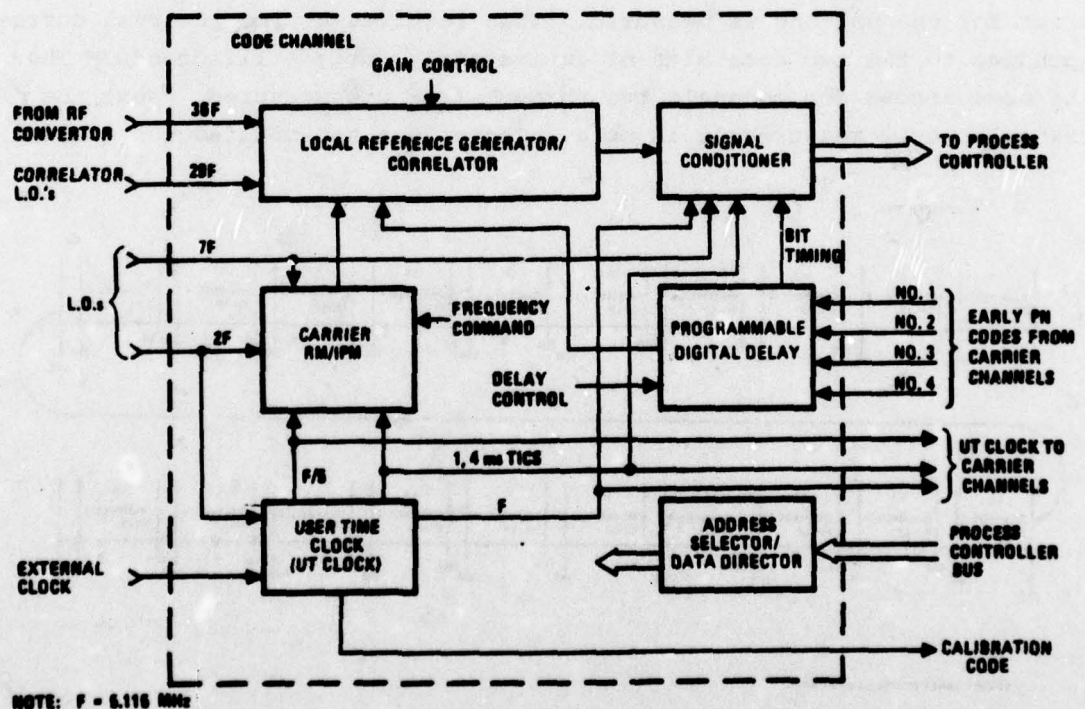 CODE CHANNEL
GAIN CONTROL
FROM RF
CONVERTOR
36F
LOCAL REFERENCE GENERATOR/
CORRELATOR
SIGNAL
CONDITIONER
TO PROCESS
CONTROLLER
CORRELATOR
L.O.'s
29F
7F
BIT
TIMING
L.O.s
2F
CARRIER
RM/IPM
FREQUENCY
COMMAND
PROGRAMMABLE
DIGITAL DELAY
NO. 1
NO. 2
NO. 3
NO. 4
EARLY PN
CODES FROM
CARRIER
CHANNELS
DELAY
CONTROL
F/5
1, 4 ms TICS
UT CLOCK TO
CARRIER
CHANNELS
F
USER TIME
CLOCK
(UT CLOCK)
ADDRESS
SELECTOR/
DATA DIRECTOR
PROCESS
CONTROLLER
BUS
EXTERNAL
CLOCK
CALIBRATION
CODE
NOTE: F = 5.115 MHz